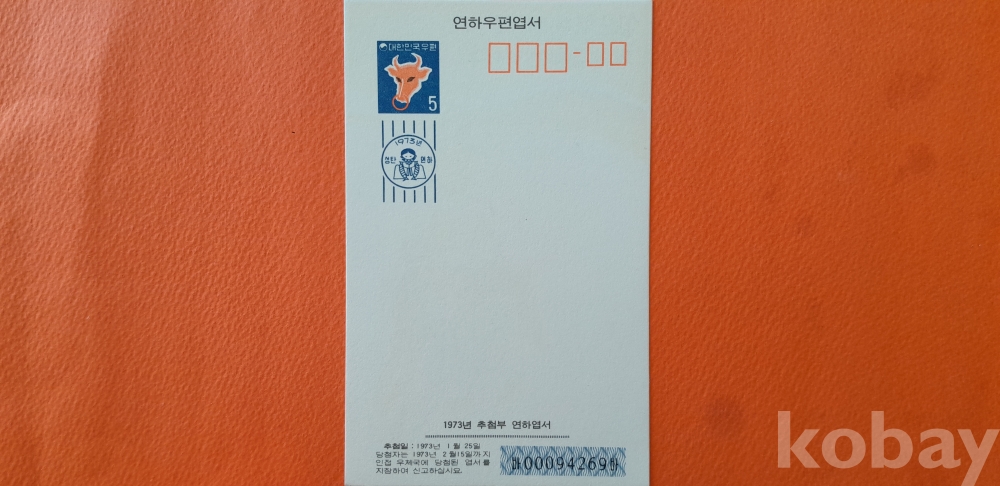 연하우편엽서
대한민국우편
5
1973년
정탄 연하
1973년 추첨부 연하엽서
추첨일 : 1973년 1월 25일
당첨자는 1973년 2월15일까지
인접 우체국에 당첨된 엽서를
지참하여 신고하십시요.
000942691
kobay